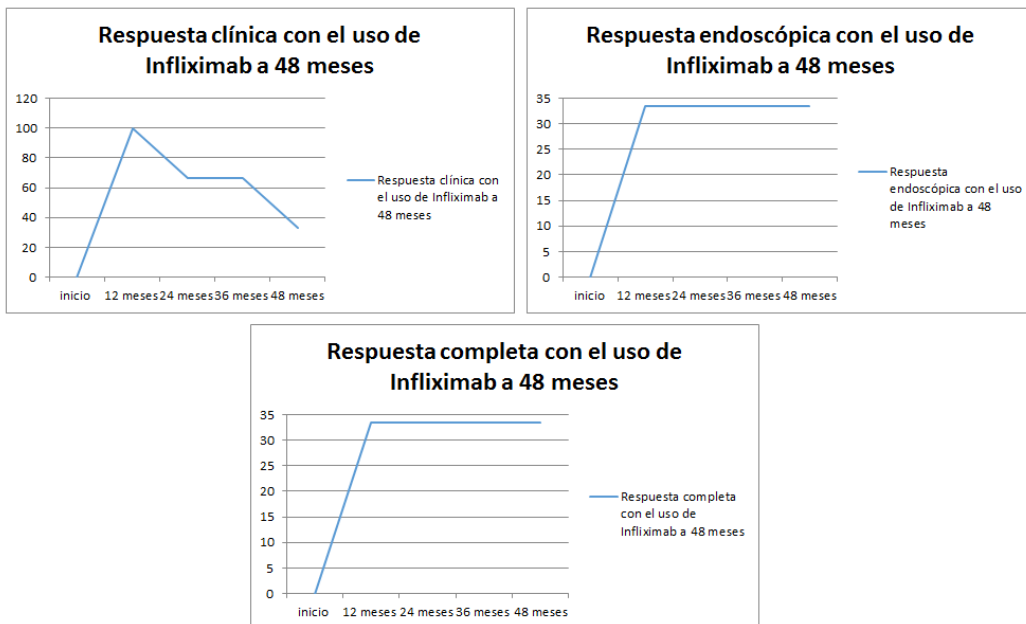 Respuesta clínica con el uso de
Infliximab a 48 meses
120
100
80
60
40
20
0
inicio 12 meses 24 meses 36 meses 48 meses
Respuesta clínica con
el uso de Infliximab a
48 meses
Respuesta endoscópica con el uso de
Infliximab a 48 meses
35
30
25
20
15
10
5
0
inicio 12 meses 24 meses 36 meses 48 meses
Respuesta
endoscópica con el uso
de Infliximab a 48
meses
Respuesta completa con el uso de
Infliximab a 48 meses
35
30
25
20
15
10
5
0
inicio 12 meses 24 meses 36 meses 48 meses
Respuesta completa
con el uso de
Infliximab a 48 meses